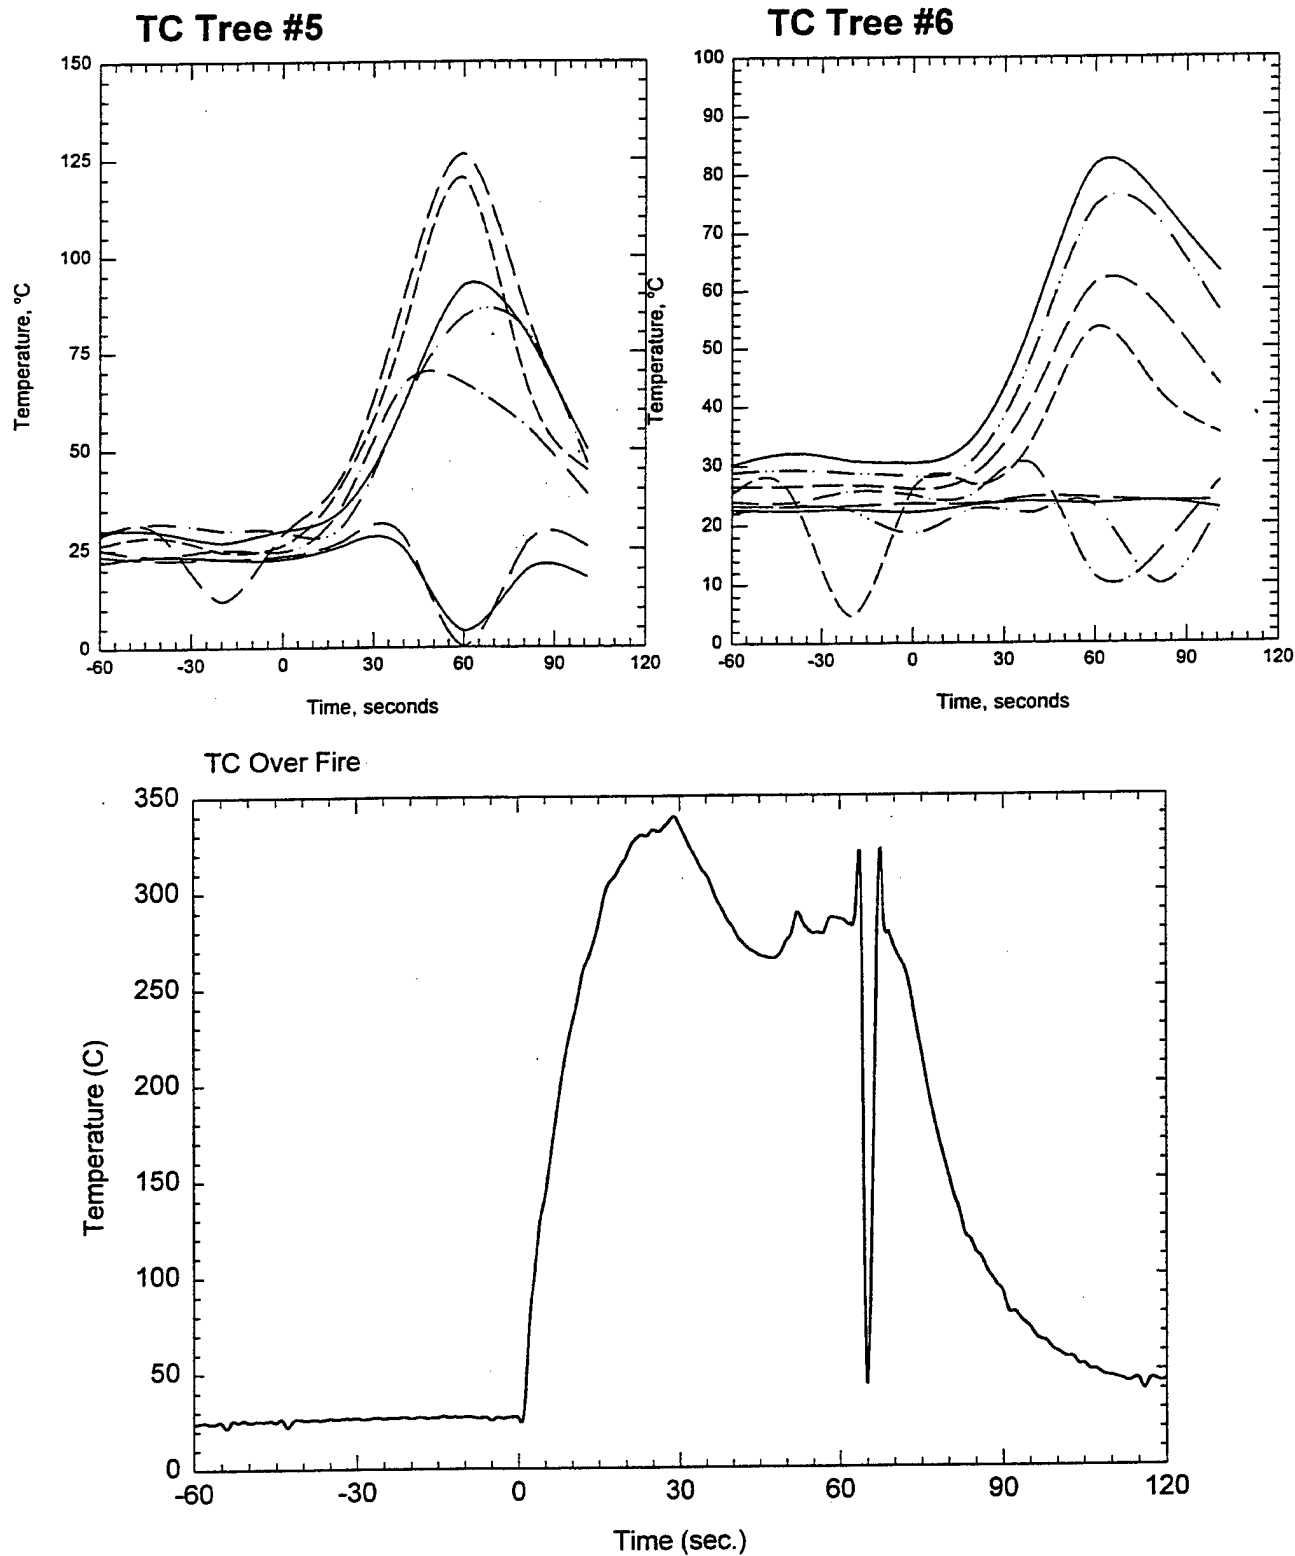 TC Tree #5
TC Tree #6
150
125
100
75
50
25
0
Temperature, °C
-60 -30 0 30 60 90 120
Time, seconds
100
90
80
70
60
50
40
30
20
10
0
Temperature, °C
-60 -30 0 30 60 90 120
Time, seconds
TC Over Fire
350
300
250
200
150
100
50
0
Temperature (C)
-60 -30 0 30 60 90 120
Time (sec.)